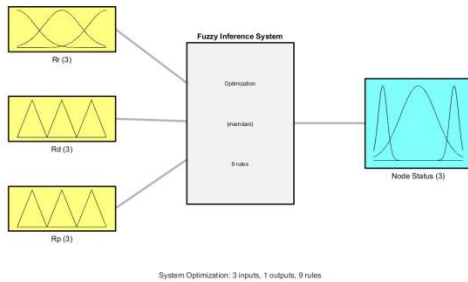 Fuzzy Inference System
Rr (3)
Optimization
Rd (3)
(mamdani)
9 rules
Node Status (3)
Rp (3)
System Optimization: 3 inputs, 1 outputs, 9 rules